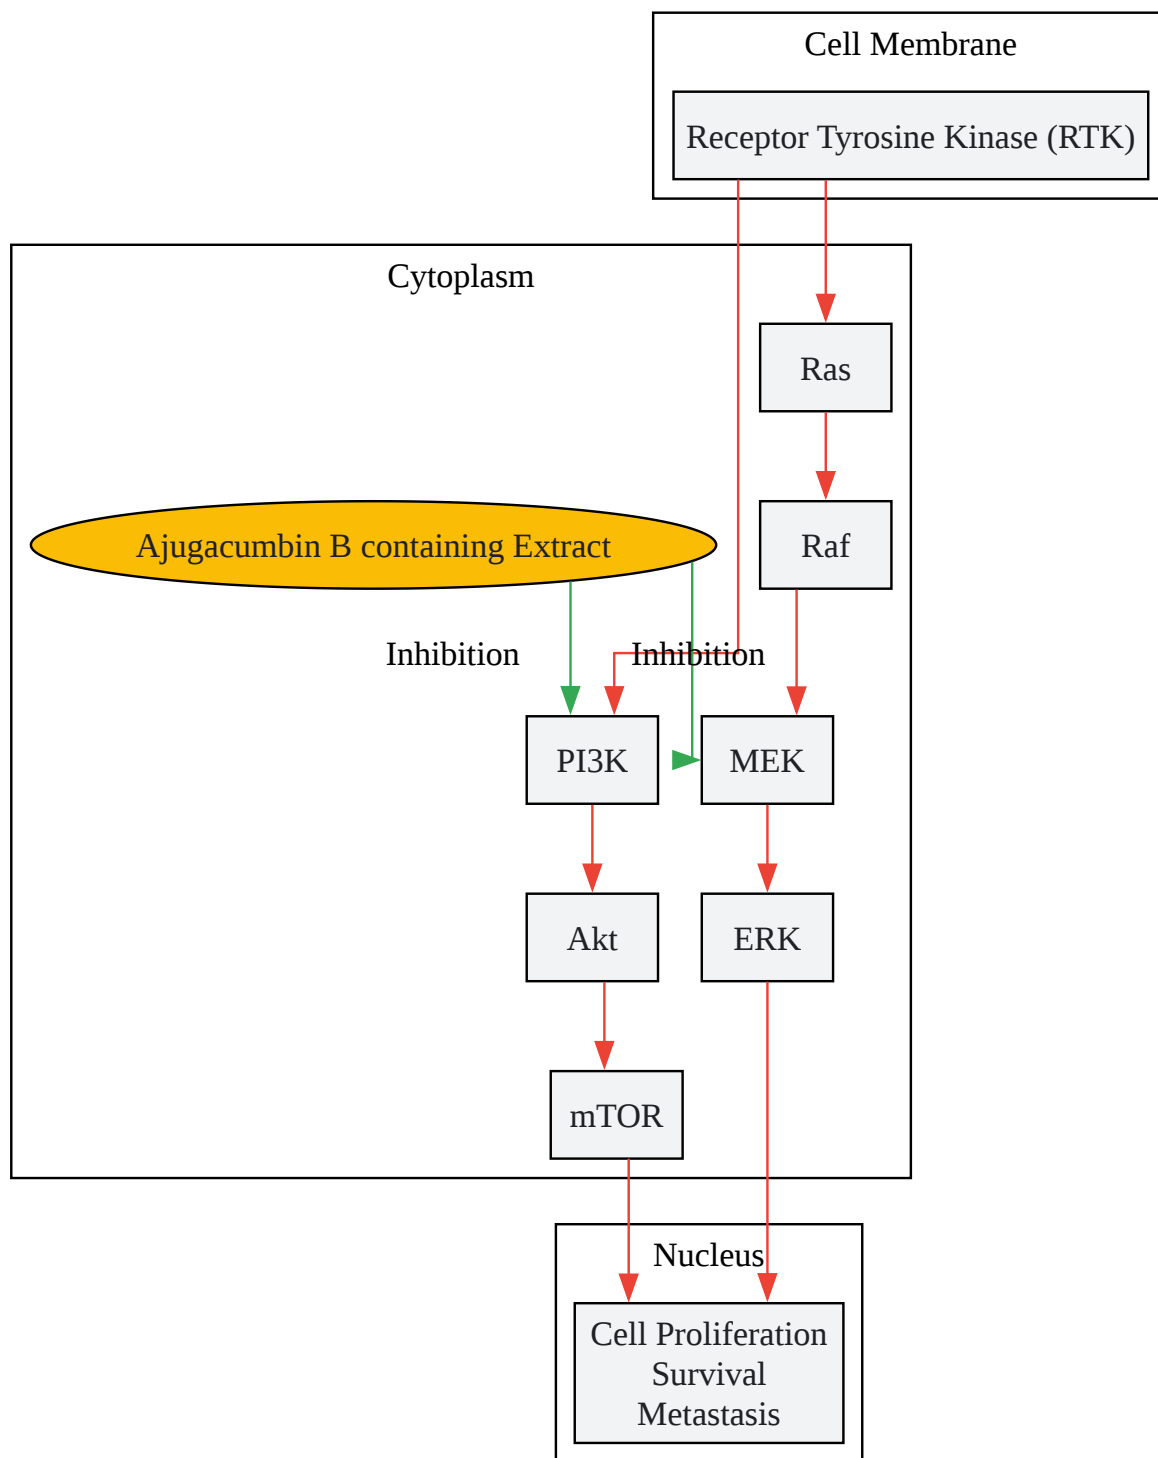 Cell Membrane
Receptor Tyrosine Kinase (RTK)
Cytoplasm
Ras
Ajugacumbin B containing Extract
Raf
Inhibition
Inhibition
PI3K
MEK
Akt
ERK
mTOR
Nucleus
Cell Proliferation
Survival
Metastasis